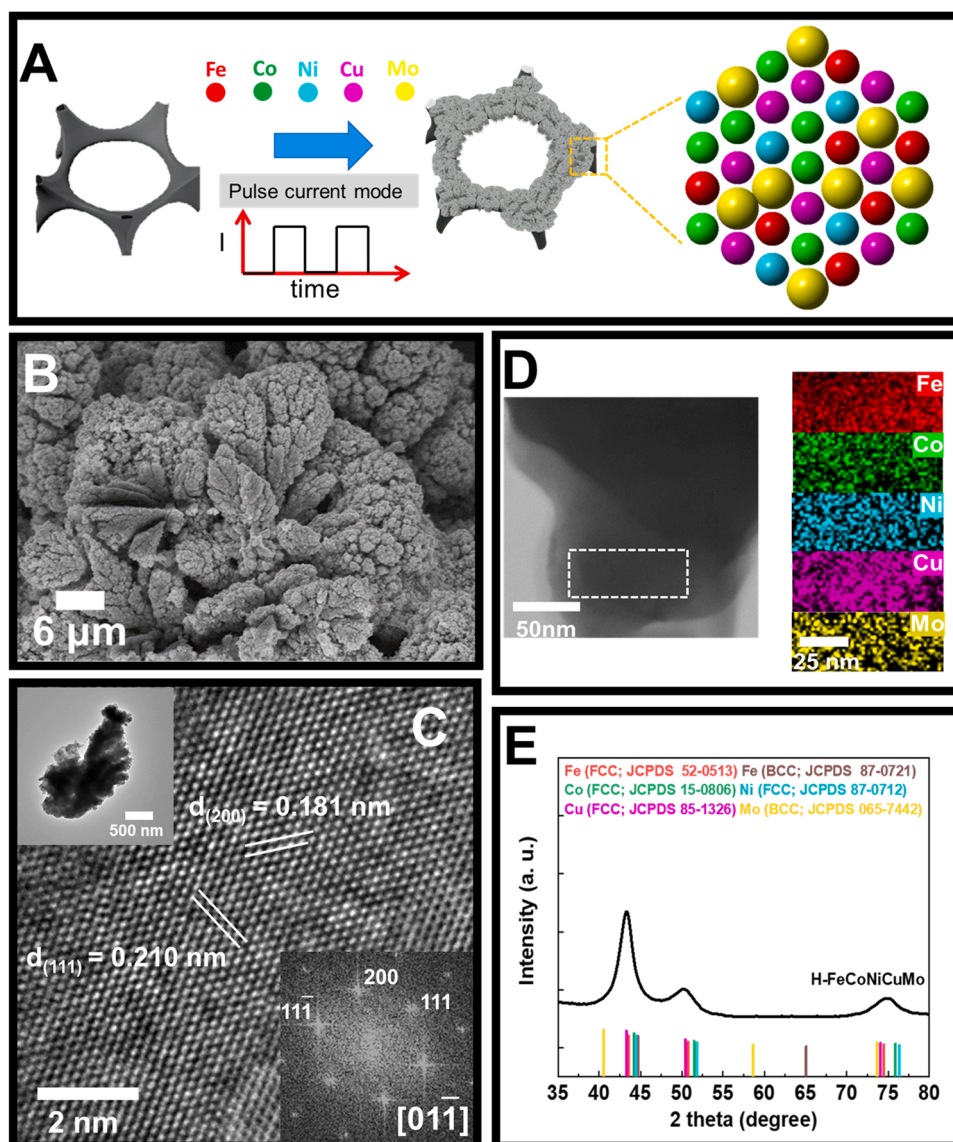 A
Fe Co Ni Cu Mo
Pulse current mode
I
time
B
6 μm
D
50nm
Fe
Co
Ni
Cu
Mo
25 nm
C
500 nm
d(200) = 0.181 nm
d(111) = 0.210 nm
200
111̅
111
[011̅]
2 nm
E
Fe (FCC; JCPDS 52-0513) Fe (BCC; JCPDS 87-0721)
Co (FCC; JCPDS 15-0806) Ni (FCC; JCPDS 87-0712)
Cu (FCC; JCPDS 85-1326) Mo (BCC; JCPDS 065-7442)
Intensity (a. u.)
H-FeCoNiCuMo
35 40 45 50 55 60 65 70 75 80
2 theta (degree)